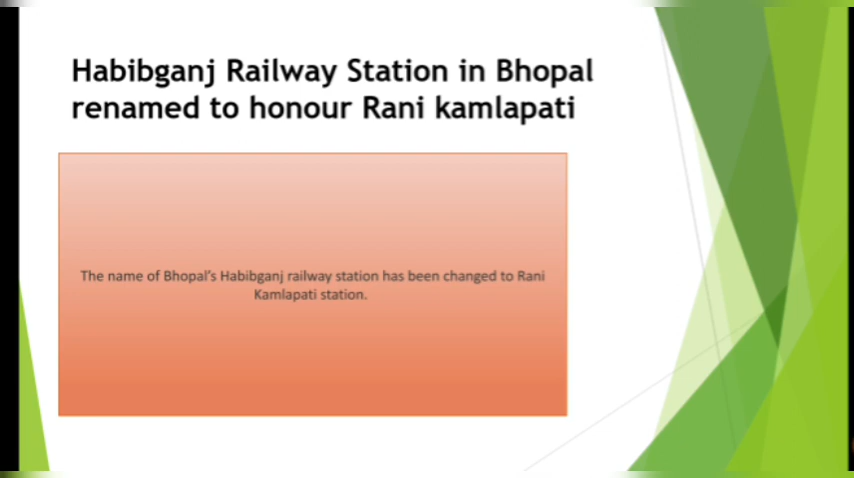 Habibganj Railway Station in Bhopal
renamed to honour Rani kamlapati
The name of Bhopal's Habibganj railway station has been changed to Rani
Kamlapati station.